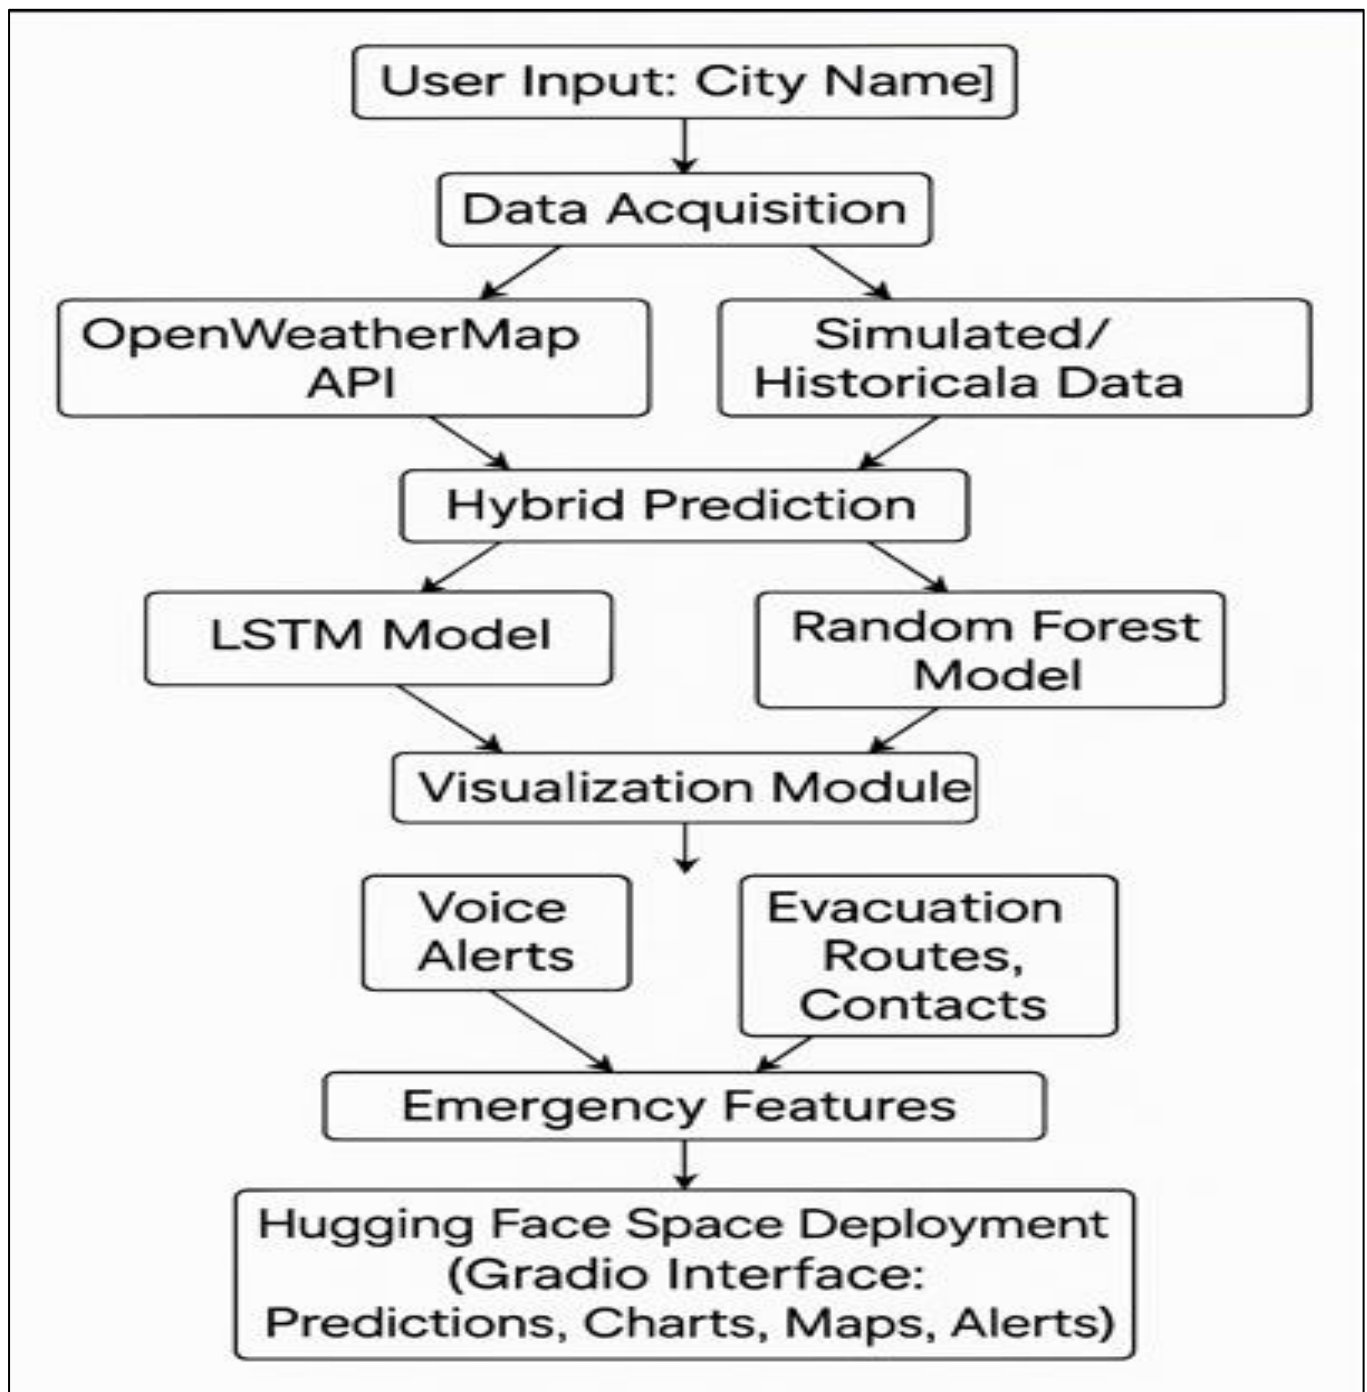 User Input: City Name]
Data Acquisition
OpenWeatherMap
API
Simulated/
Historicala Data
Hybrid Prediction
LSTM Model
Random Forest
Model
Visualization Module
Voice
Alerts
Evacuation
Routes,
Contacts
Emergency Features
Hugging Face Space Deployment
(Gradio Interface:
Predictions, Charts, Maps, Alerts)